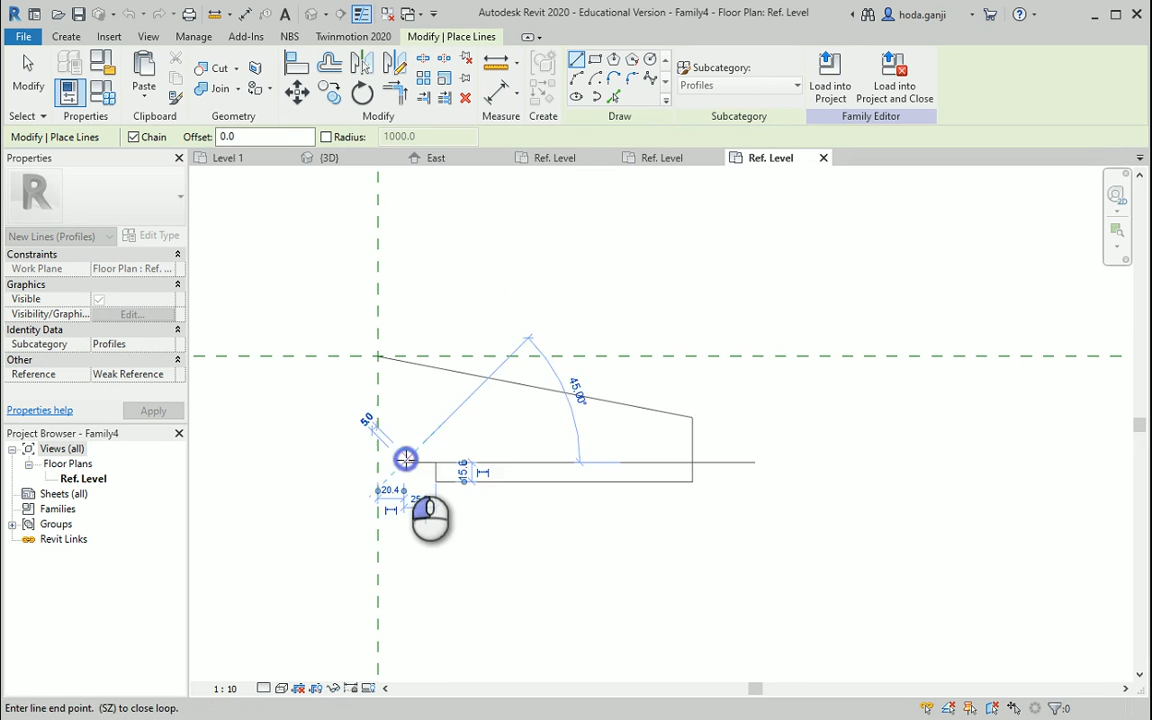 Autodesk Revit 2020 - Educational Version - Family4 - Floor Plan: Ref. Level
hoda.ganji
File Create Insert View Manage Add-Ins NBS Twinmotion 2020 Modify | Place Lines
Modify Paste Cut Join Subcategory: Profiles Load into Project Load into Project and Close
Select Properties Clipboard Geometry Modify Measure Create Draw Subcategory Family Editor
Modify | Place Lines Chain Offset: 0.0 Radius: 1000.0
Properties
Level 1 {3D} East Ref. Level Ref. Level Ref. Level
New Lines (Profiles) Edit Type
Constraints
Work Plane Floor Plan : Ref. ...
Graphics
Visible
Visibility/Graphi... Edit...
Identity Data
Subcategory Profiles
Other
Reference Weak Reference
Properties help Apply
Project Browser - Family4
Views (all)
Floor Plans
Ref. Level
Sheets (all)
Families
Groups
Revit Links
45.00°
5.0
15.6
20.4
1 : 10
Enter line end point. (SZ) to close loop.
:0
2D